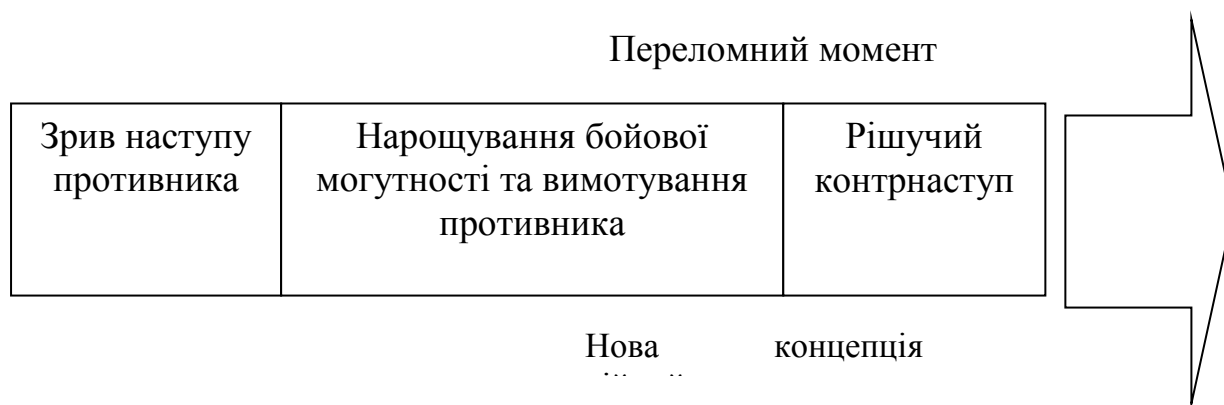 Переломний момент
Зрив наступу
противника
Нарощування бойової
могутності та вимотування
противника
Рішучий
контрнаступ
Нова концепція